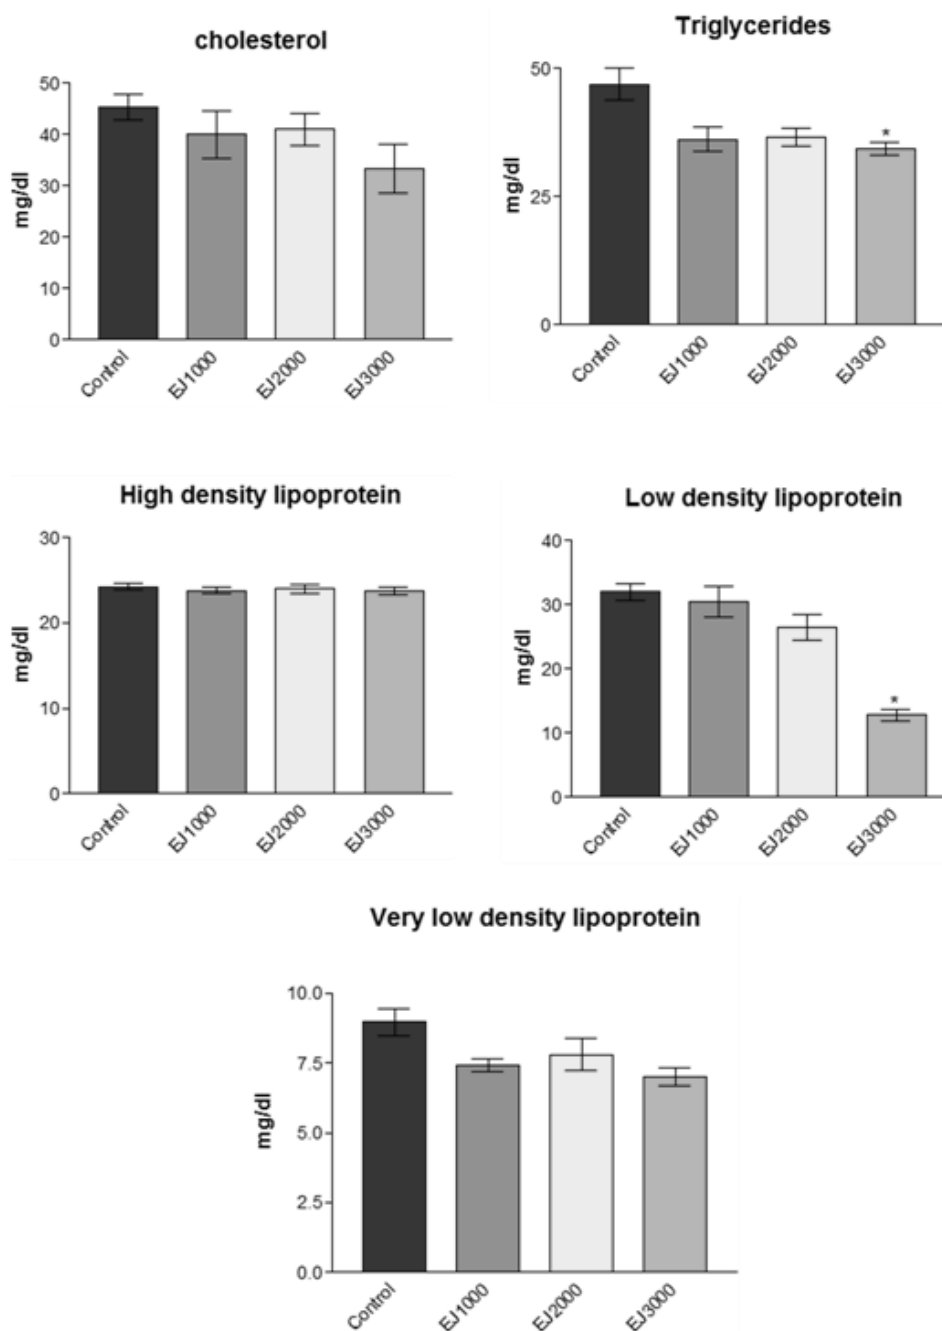 cholesterol
50
40
30
20
10
0
mg/dl
Control
EJ1000
EJ2000
EJ3000
Triglycerides
50
25
0
mg/dl
*
Control
EJ1000
EJ2000
EJ3000
High density lipoprotein
30
20
10
0
mg/dl
Control
EJ1000
EJ2000
EJ3000
Low density lipoprotein
40
30
20
10
0
mg/dl
*
Control
EJ1000
EJ2000
EJ3000
Very low density lipoprotein
10.0
7.5
5.0
2.5
0.0
mg/dl
Control
EJ1000
EJ2000
EJ3000